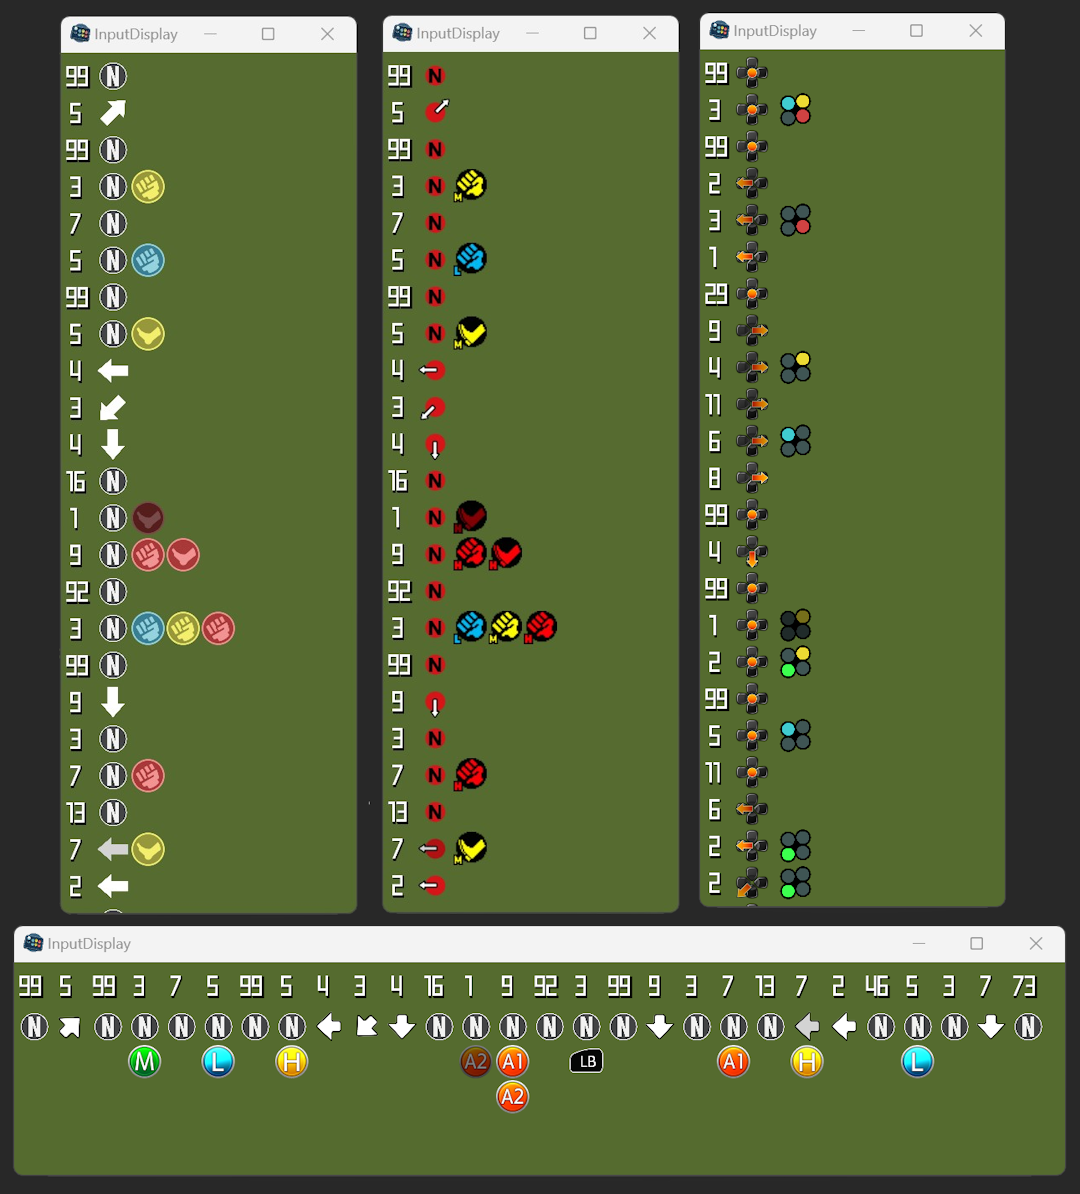 InputDisplay
99 N
5
99 N
3 N
7 N
5 N
99 N
5 N
4
3
4
16 N
1 N
9 N
92 N
3 N
99 N
9
3 N
7 N
13 N
7
2
InputDisplay
99 N
5
99 N
3 N M
7 N
5 N L
99 N
5 N M
4
3
4
16 N
1 N H
9 N H H
92 N
3 N L M H
99 N
9
3 N
7 N H
13 N
7 M
2
InputDisplay
99
3
99
2
3
1
29
9
4
11
6
8
99
4
99
1
2
99
5
11
6
2
2
InputDisplay
99 5 99 3 7 5 99 5 4 3 4 16 1 9 92 3 99 9 3 7 13 7 2 46 5 3 7 73
N N N N N N N N N N N N N N N N N N N N
M L H A2 A1 LB A1 H L
A2